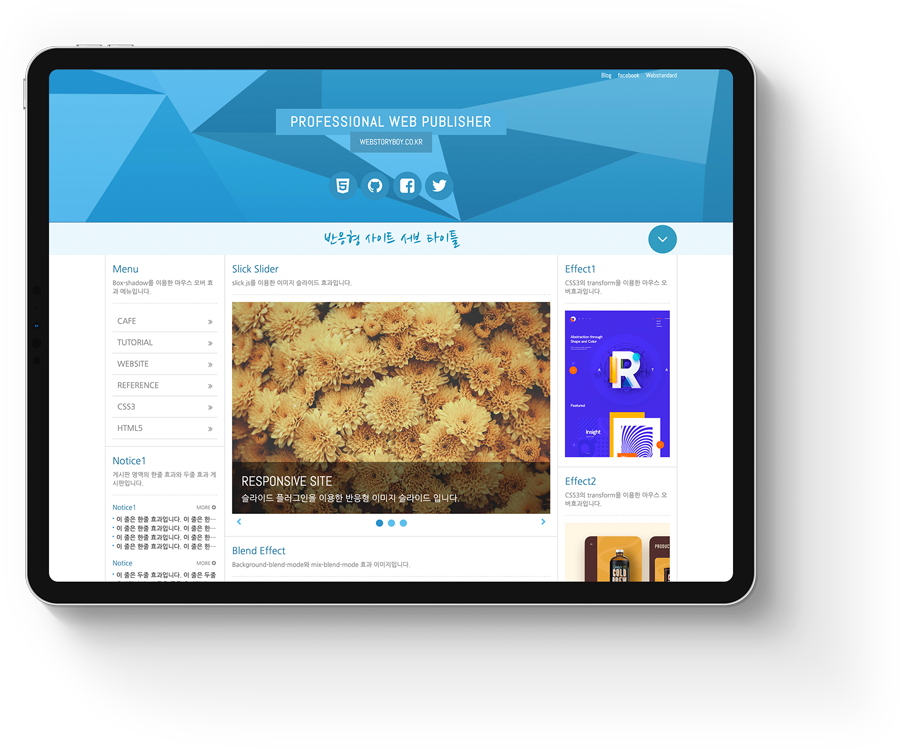 Blog facebook Webstandard
PROFESSIONAL WEB PUBLISHER
WEBSTORYBOY.CO.KR
반응형 사이트 서브 타이틀
Menu
Box-shadow를 이용한 마우스 오버 효
과 메뉴입니다.
CAFE
TUTORIAL
WEBSITE
REFERENCE
CSS3
HTML5
Notice1
게시판 영역의 한줄 효과와 두줄 효과 게
시판입니다.
Notice1 MORE
이 줄은 한줄 효과입니다. 이 줄은 한…
이 줄은 한줄 효과입니다. 이 줄은 한…
이 줄은 한줄 효과입니다. 이 줄은 한…
이 줄은 한줄 효과입니다. 이 줄은 한…
Notice MORE
이 줄은 두줄 효과입니다. 이 줄은 두줄
Slick Slider
slick.js를 이용한 이미지 슬라이드 효과입니다.
RESPONSIVE SITE
슬라이드 플러그인을 이용한 반응형 이미지 슬라이드 입니다.
Blend Effect
Background-blend-mode와 mix-blend-mode 효과 이미지입니다.
Effect1
CSS3의 transform을 이용한 마우스 오
버효과입니다.
Abstraction through
Shape and Color
A R T A
Featured
Insight
Effect2
CSS3의 transform을 이용한 마우스 오
버효과입니다.
PRODUC
COLD
BREW